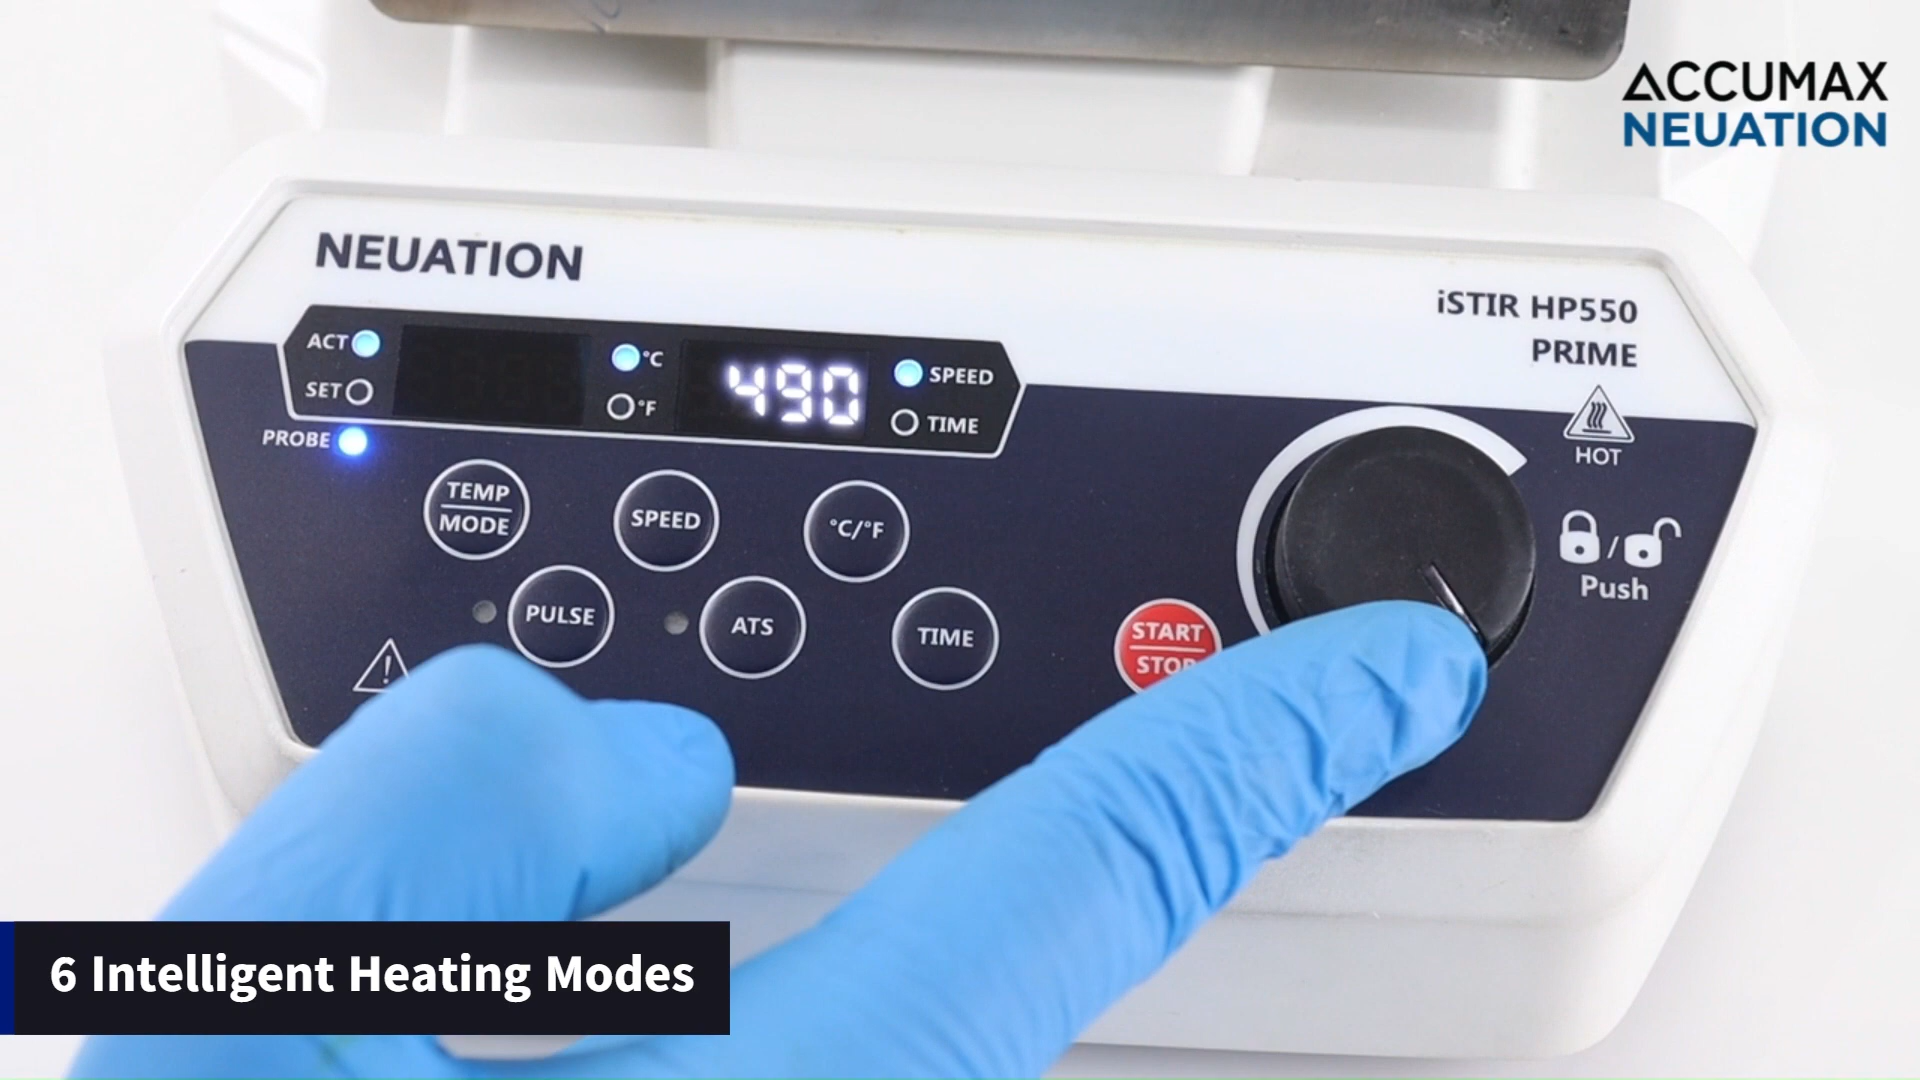 ACCUMAX
NEUATION
NEUATION
iSTIR HP550
PRIME
ACT
°C
490
SPEED
SET
°F
TIME
PROBE
HOT
TEMP
MODE
SPEED
°C/°F
/
Push
PULSE
ATS
TIME
START
STOP
!
6 Intelligent Heating Modes